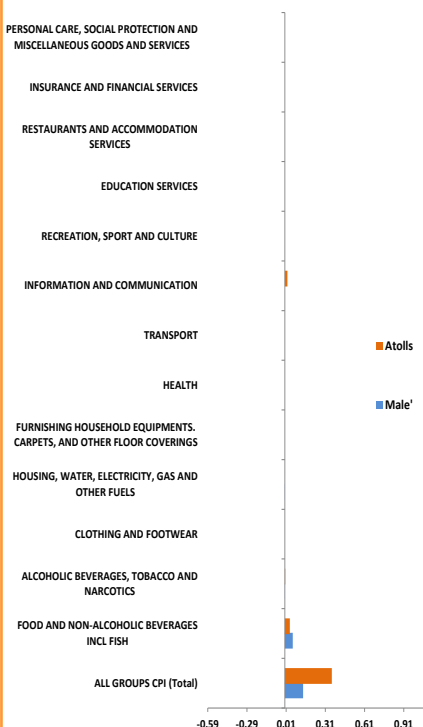 PERSONAL CARE, SOCIAL PROTECTION AND
MISCELLANEOUS GOODS AND SERVICES
INSURANCE AND FINANCIAL SERVICES
RESTAURANTS AND ACCOMMODATION
SERVICES
EDUCATION SERVICES
RECREATION, SPORT AND CULTURE
INFORMATION AND COMMUNICATION
TRANSPORT
Atolls
HEALTH
Male'
FURNISHING HOUSEHOLD EQUIPMENTS.
CARPETS, AND OTHER FLOOR COVERINGS
HOUSING, WATER, ELECTRICITY, GAS AND
OTHER FUELS
CLOTHING AND FOOTWEAR
ALCOHOLIC BEVERAGES, TOBACCO AND
NARCOTICS
FOOD AND NON-ALCOHOLIC BEVERAGES
INCL FISH
ALL GROUPS CPI (Total)
-0.59 -0.29 0.01 0.31 0.61 0.91